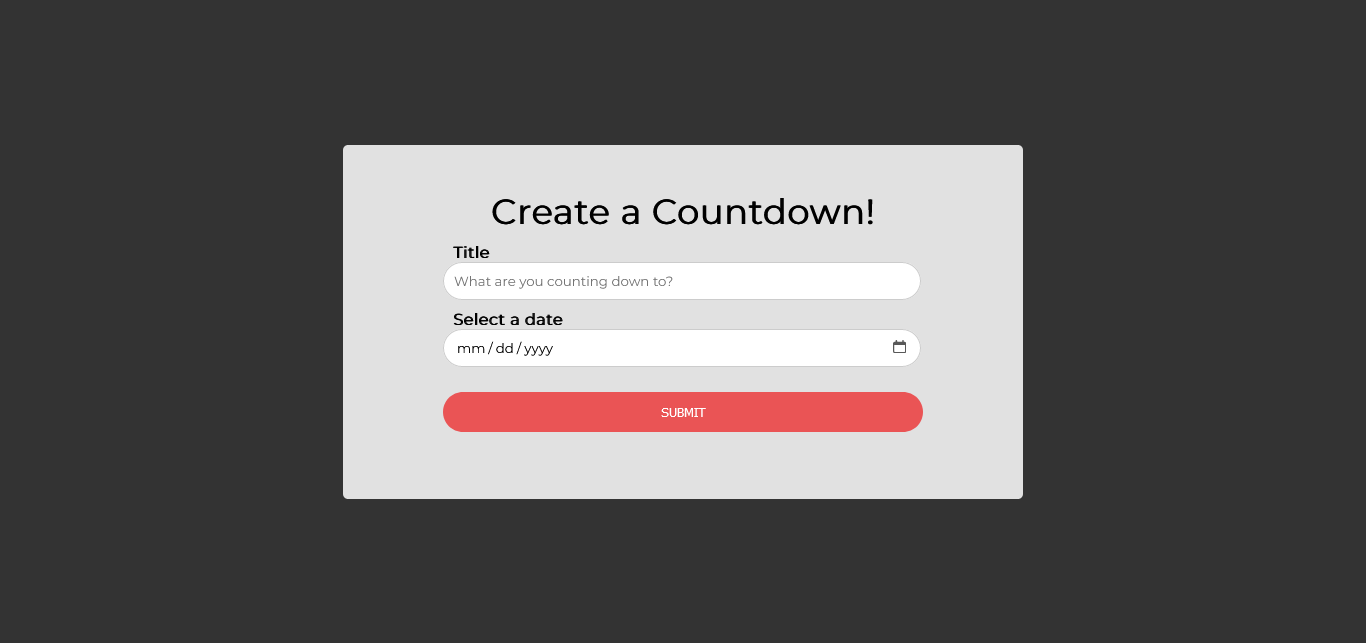 Create a Countdown!
Title
What are you counting down to?
Select a date
mm/dd/yyyy
SUBMIT